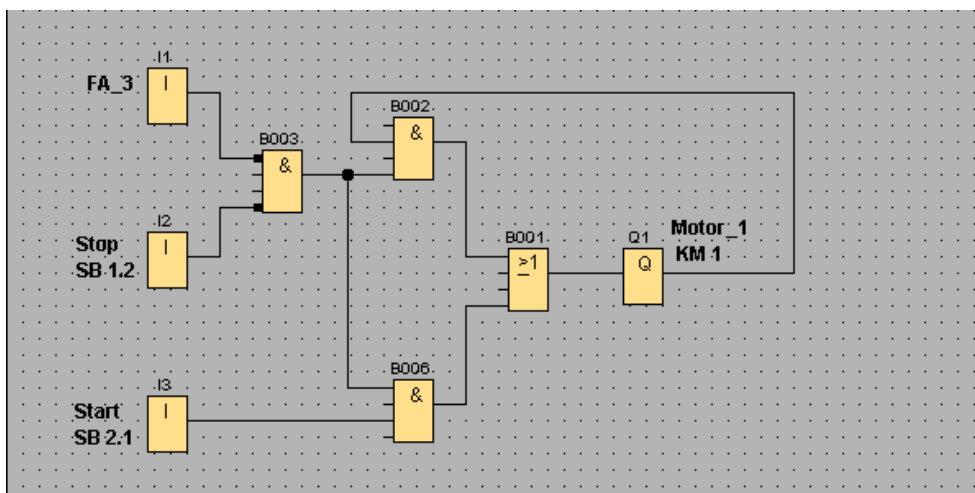 I1
FA_3
I
B003
&
B002
&
I2
Stop
SB 1.2
I
B001
>1
Q1
Q
Motor_1
KM 1
B006
&
I3
Start
SB 2.1
I